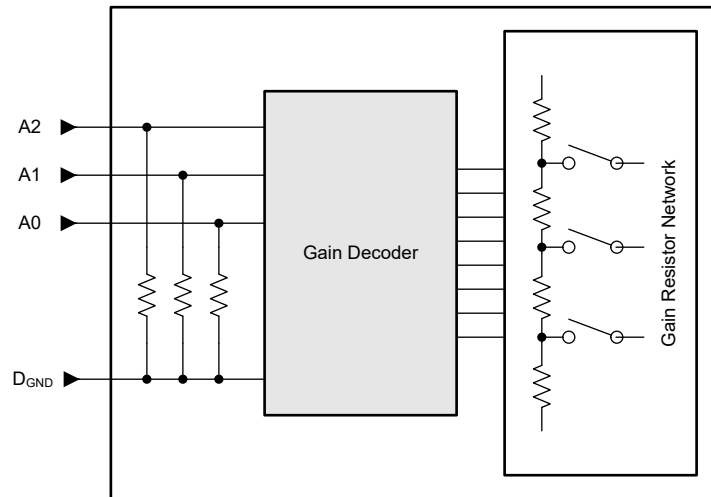 A2
A1
A0
Gain Decoder
DGND
Gain Resistor Network